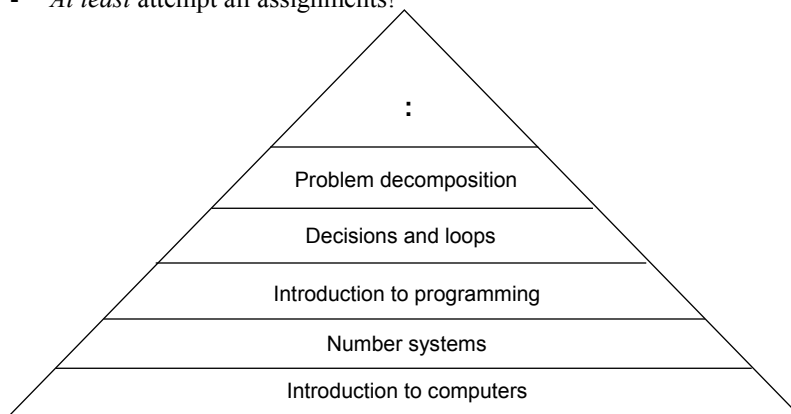 - At least attempt all assignments!
:
Problem decomposition
Decisions and loops
Introduction to programming
Number systems
Introduction to computers